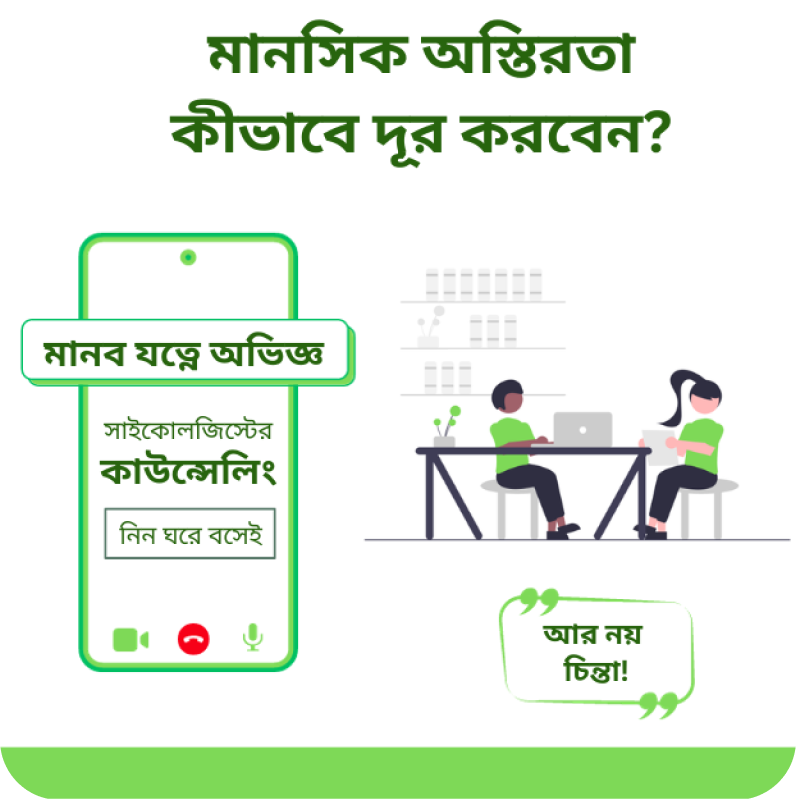 মানসিক অস্তিরতা
কীভাবে দূর করবেন?
মানব যত্নে অভিজ্ঞ
সাইকোলজিস্টের
কাউন্সেলিং
নিন ঘরে বসেই
আর নয়
চিন্তা!